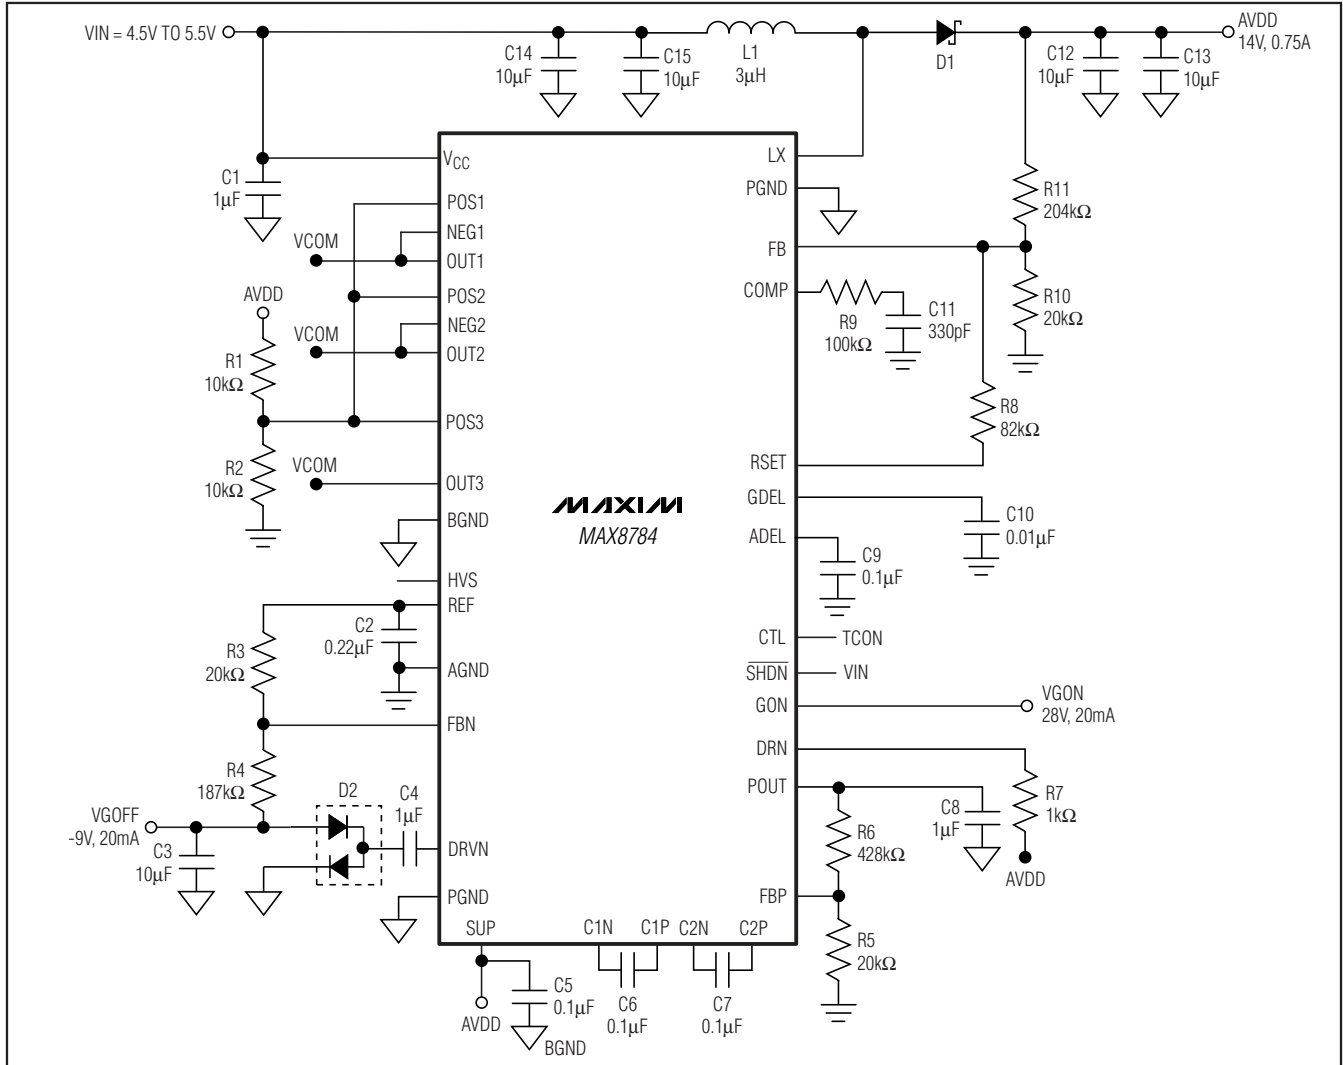 VIN = 4.5V TO 5.5V
C14
10µF
C15
10µF
L1
3µH
D1
C12
10µF
C13
10µF
AVDD
14V, 0.75A
C1
1µF
VCC
POS1
NEG1
OUT1
POS2
NEG2
OUT2
POS3
OUT3
BGND
HVS
REF
AGND
FBN
DRVN
PGND
SUP
C1N
C1P
C2N
C2P
VCOM
AVDD
VCOM
R1
10kΩ
R2
10kΩ
VCOM
C2
0.22µF
R3
20kΩ
R4
187kΩ
D2
C4
1µF
VGOFF
-9V, 20mA
C3
10µF
MAXIM
MAX8784
LX
PGND
FB
COMP
RSET
GDEL
ADEL
CTL
SHDN
GON
DRN
POUT
FBP
R11
204kΩ
R10
20kΩ
R9
100kΩ
C11
330pF
R8
82kΩ
C10
0.01µF
C9
0.1µF
TCON
VIN
VGON
28V, 20mA
R7
1kΩ
AVDD
C8
1µF
R6
428kΩ
R5
20kΩ
AVDD
C5
0.1µF
BGND
C6
0.1µF
C7
0.1µF